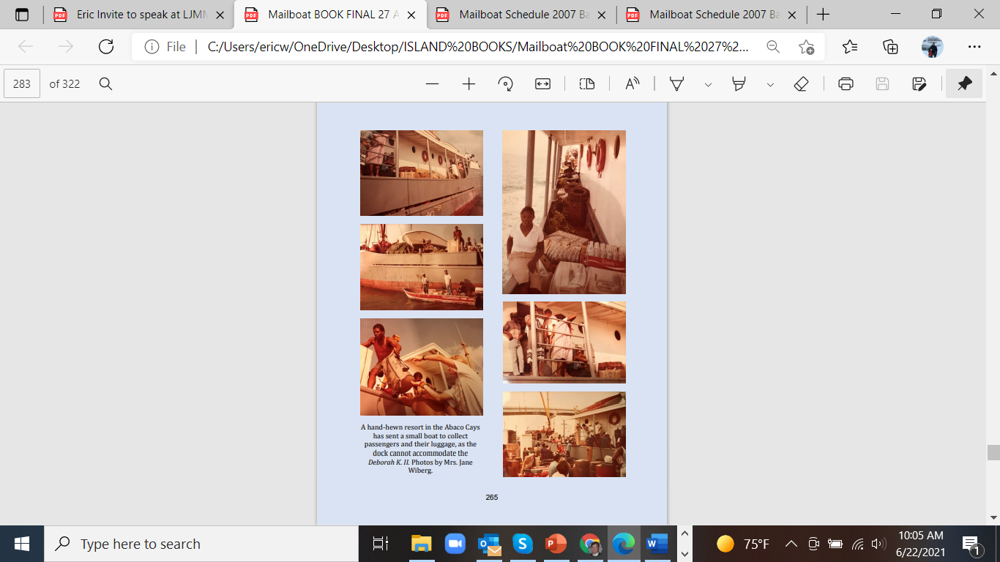 Eric Invite to speak at LJMM
Mailboat BOOK FINAL 27 A
Mailboat Schedule 2007 Ba
Mailboat Schedule 2007 Ba
File
C:/Users/ericw/OneDrive/Desktop/ISLAND%20BOOKS/Mailboat%20BOOK%20FINAL%2027%2...
283 of 322
A hand-hewn resort in the Abaco Cays
has sent a small boat to collect
passengers and their luggage, as the
dock cannot accommodate the
Deborah K. II. Photos by Mrs. Jane
Wiberg.
265
Type here to search
75°F
10:05 AM
6/22/2021
1